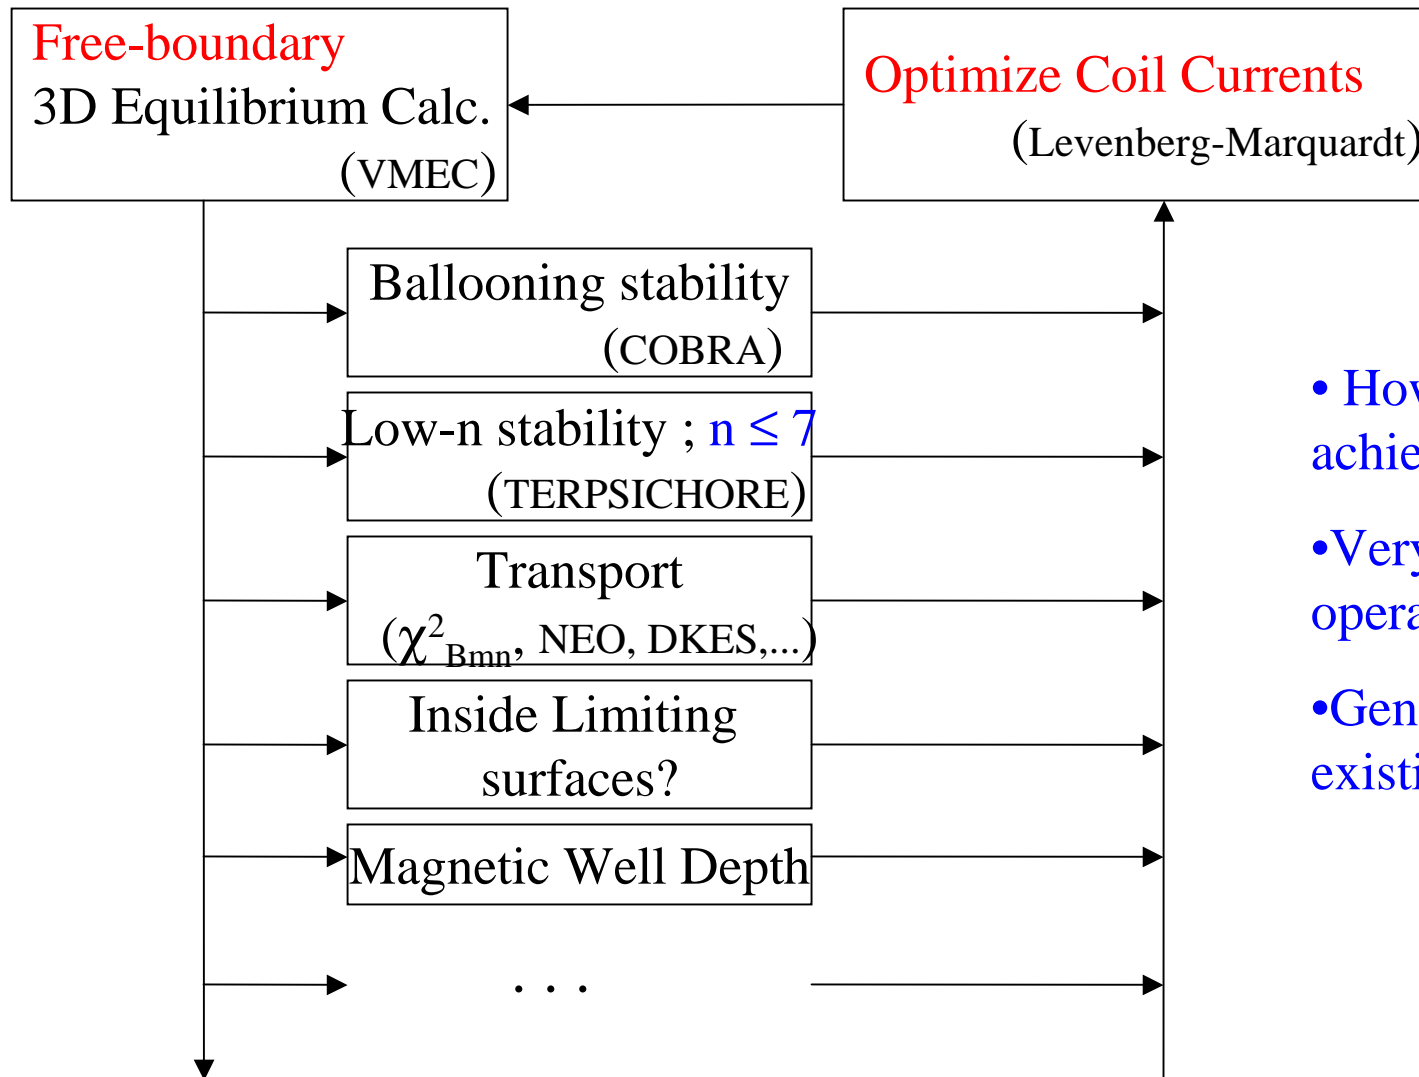 Free-boundary
3D Equilibrium Calc.
(VMEC)
Optimize Coil Currents
(Levenberg-Marquardt)
Ballooning stability
(COBRA)
Low-n stability ; n ≤ 7
(TERPSICHORE)
Transport
(χ²Bmn, NEO, DKES,...)
Inside Limiting
surfaces?
Magnetic Well Depth
. . .
•
•Very
•